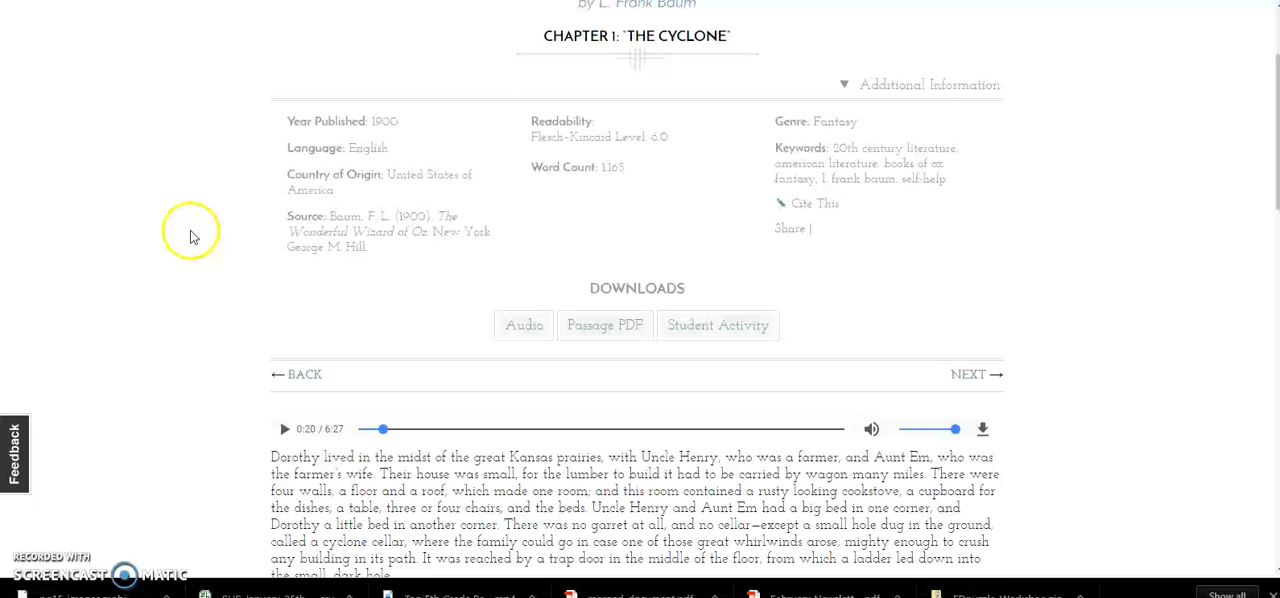 by L. Frank Baum
CHAPTER 1: "THE CYCLONE"
▼ Additional Information
Year Published: 1900
Language: English
Country of Origin: United States of
America
Source: Baum, F. L. (1900). The
Wonderful Wizard of Oz. New York
George M. Hill.
Readability:
Flesch-Kincaid Level: 6.0
Word Count: 1,165
Genre: Fantasy
Keywords: 20th century literature,
american literature, books of oz
fantasy, l. frank baum, self-help
Cite This
Share |
DOWNLOADS
Audio
Passage PDF
Student Activity
← BACK
NEXT →
0:20 / 6:27
Dorothy lived in the midst of the great Kansas prairies, with Uncle Henry, who was a farmer, and Aunt Em, who was
the farmer's wife. Their house was small, for the lumber to build it had to be carried by wagon many miles. There were
four walls, a floor and a roof, which made one room; and this room contained a rusty looking cookstove, a cupboard for
the dishes, a table, three or four chairs, and the beds. Uncle Henry and Aunt Em had a big bed in one corner, and
Dorothy a little bed in another corner. There was no garret at all, and no cellar—except a small hole dug in the ground,
called a cyclone cellar, where the family could go in case one of those great whirlwinds arose, mighty enough to crush
any building in its path. It was reached by a trap door in the middle of the floor, from which a ladder led down into
the small, dark hole.
Feedback
RECORDED WITH
SCREENCAST MATIC
Show all